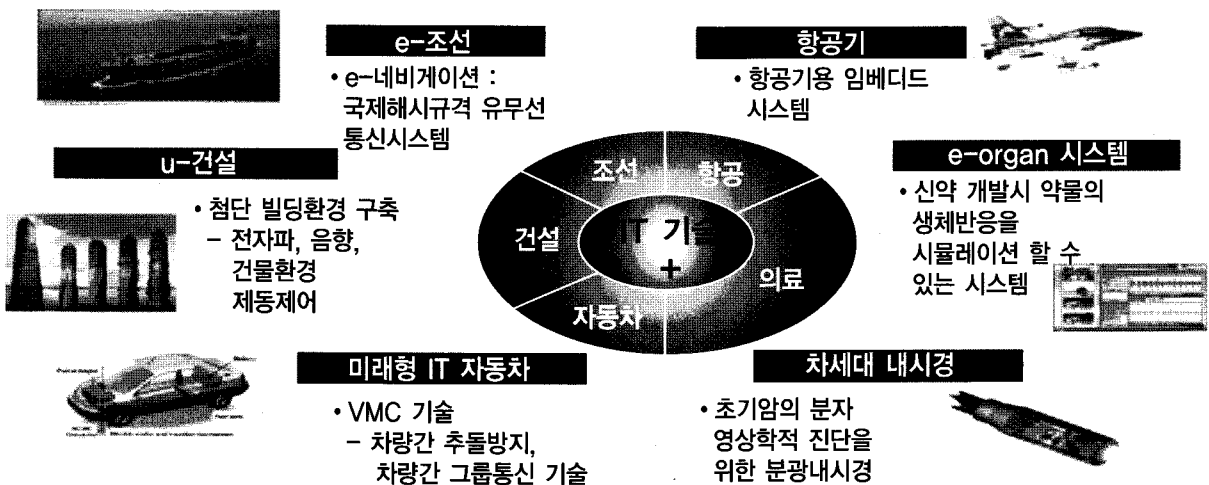 e-조선
• e-네비게이션 :
국제해시규격 유무선
통신시스템
항공기
• 항공기용 임베디드
시스템
u-건설
• 첨단 빌딩환경 구축
- 전자파, 음향,
건물환경
제동제어
조선
항공
건설
IT 기술
+
의료
자동차
e-organ 시스템
• 신약 개발시 약물의
생체반응을
시뮬레이션 할 수
있는 시스템
미래형 IT 자동차
• VMC 기술
- 차량간 추돌방지,
차량간 그룹통신 기술
차세대 내시경
• 초기암의 분자
영상학적 진단을
위한 분광내시경